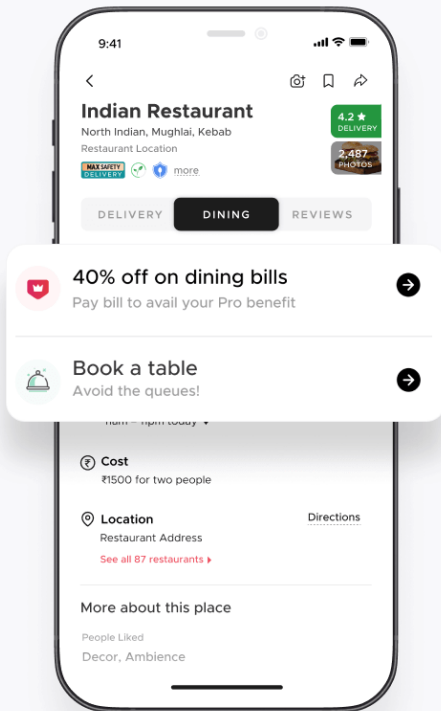 9:41
Indian Restaurant
North Indian, Mughlai, Kebab
Restaurant Location
4.2 ★
DELIVERY
2,487
PHOTOS
MAX SAFETY
DELIVERY
more
DELIVERY
DINING
REVIEWS
40% off on dining bills
Pay bill to avail your Pro benefit
Book a table
Avoid the queues!
11am – 11pm today
Cost
₹1500 for two people
Location
Directions
Restaurant Address
See all 87 restaurants
More about this place
People Liked
Decor, Ambience